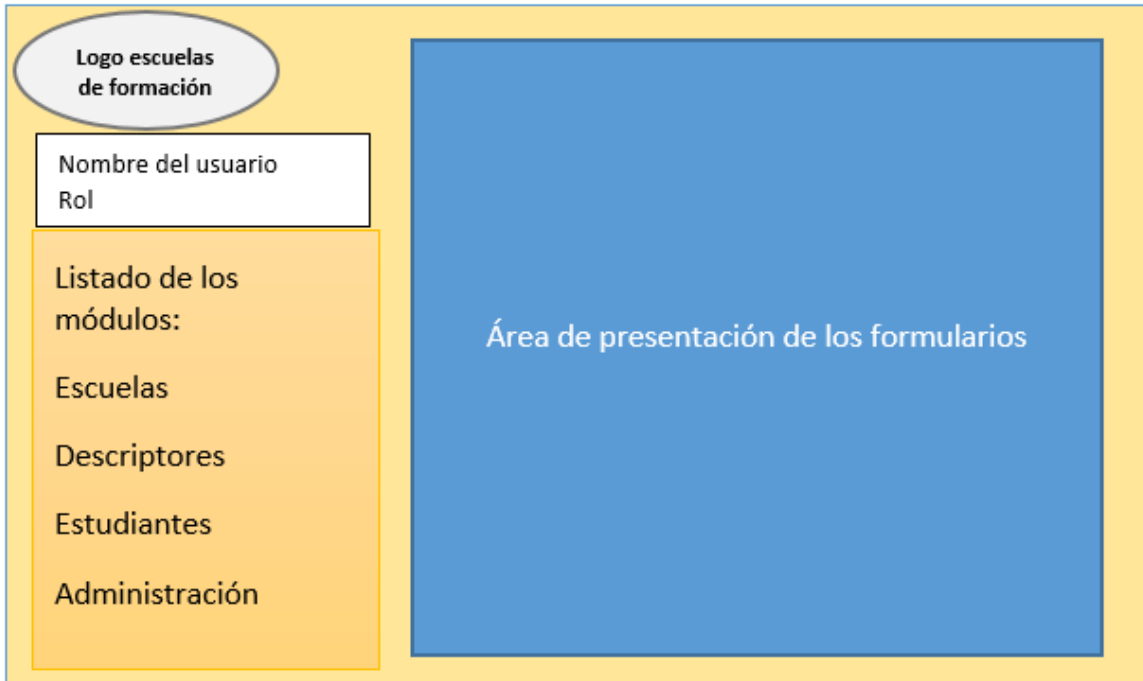 Logo escuelas
de formación
Nombre del usuario
Rol
Listado de los
módulos:
Escuelas
Descriptores
Estudiantes
Administración
Área de presentación de los formularios